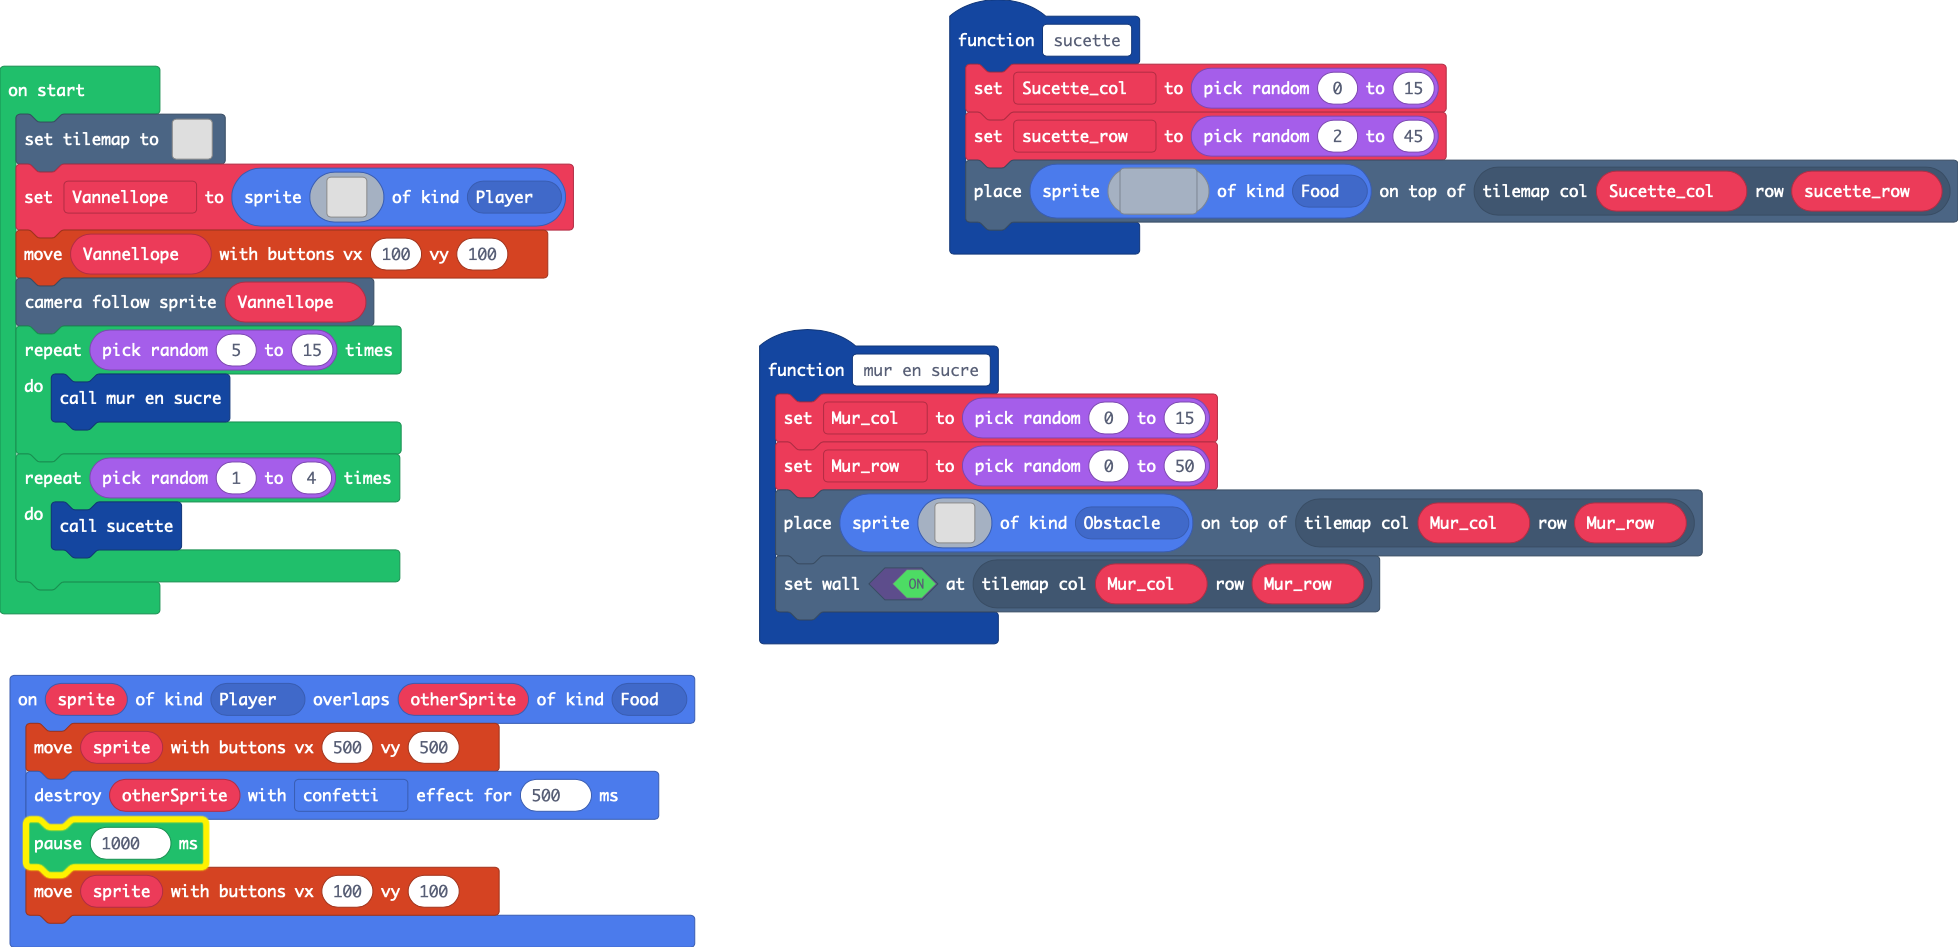 on start
set tilemap to
set Vannellope to sprite of kind Player
move Vannellope with buttons vx 100 vy 100
camera follow sprite Vannellope
repeat pick random 5 to 15 times
do
call mur en sucre
repeat pick random 1 to 4 times
do
call sucette
function sucette
set Sucette_col to pick random 0 to 15
set sucette_row to pick random 2 to 45
place sprite of kind Food on top of tilemap col Sucette_col row sucette_row
function mur en sucre
set Mur_col to pick random 0 to 15
set Mur_row to pick random 0 to 50
place sprite of kind Obstacle on top of tilemap col Mur_col row Mur_row
set wall ON at tilemap col Mur_col row Mur_row
on sprite of kind Player overlaps otherSprite of kind Food
move sprite with buttons vx 500 vy 500
destroy otherSprite with confetti effect for 500 ms
pause 1000 ms
move sprite with buttons vx 100 vy 100